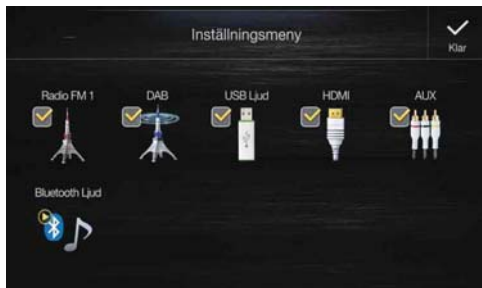 Inställningsmeny
Klar
Radio FM 1
DAB
USB Ljud
HDMI
AUX
Bluetooth Ljud